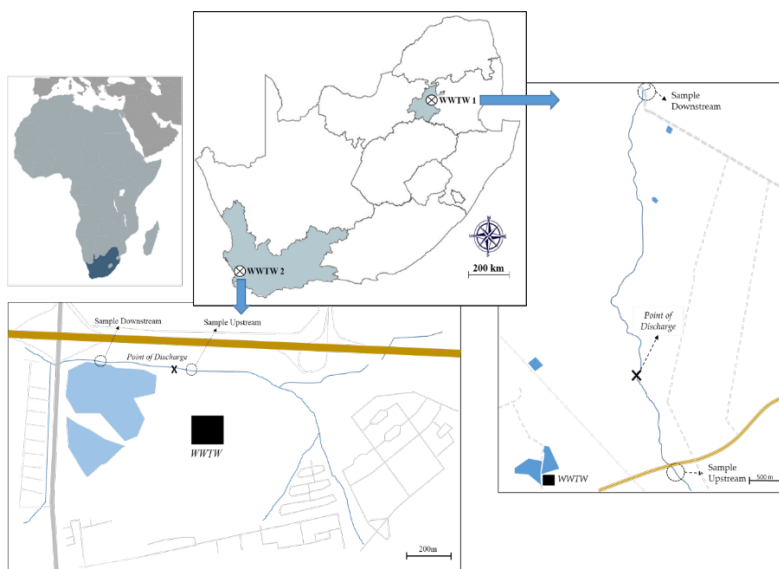 WWTW 1
WWTW 2
200 km
Sample
Downstream
Point of
Discharge
Sample
Upstream
500 m
WWTW
Sample Downstream
Sample Upstream
Point of Discharge
X
WWTW
200m